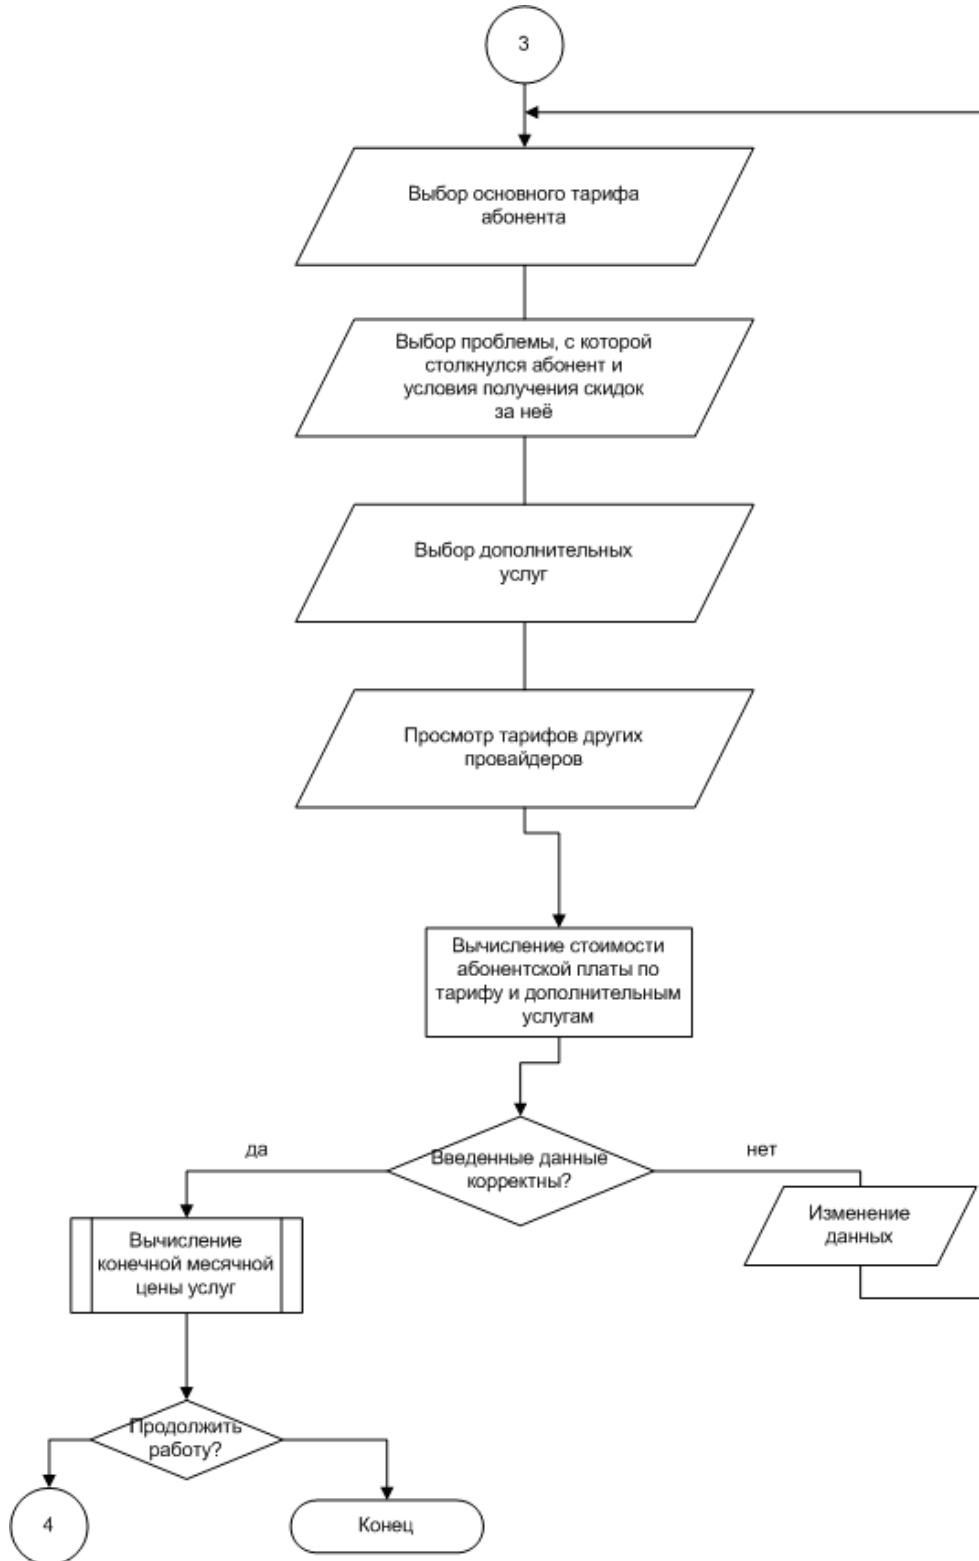 3
Выбор основного тарифа
абонента
Выбор проблемы, с которой
столкнулся абонент и
условия получения скидок
за неё
Выбор дополнительных
услуг
Просмотр тарифов других
провайдеров
Вычисление стоимости
абонентской платы по
тарифу и дополнительным
услугам
да
Введенные данные
корректны?
нет
Вычисление
конечной месячной
цены услуг
Изменение
данных
Продолжить
работу?
4
Конец